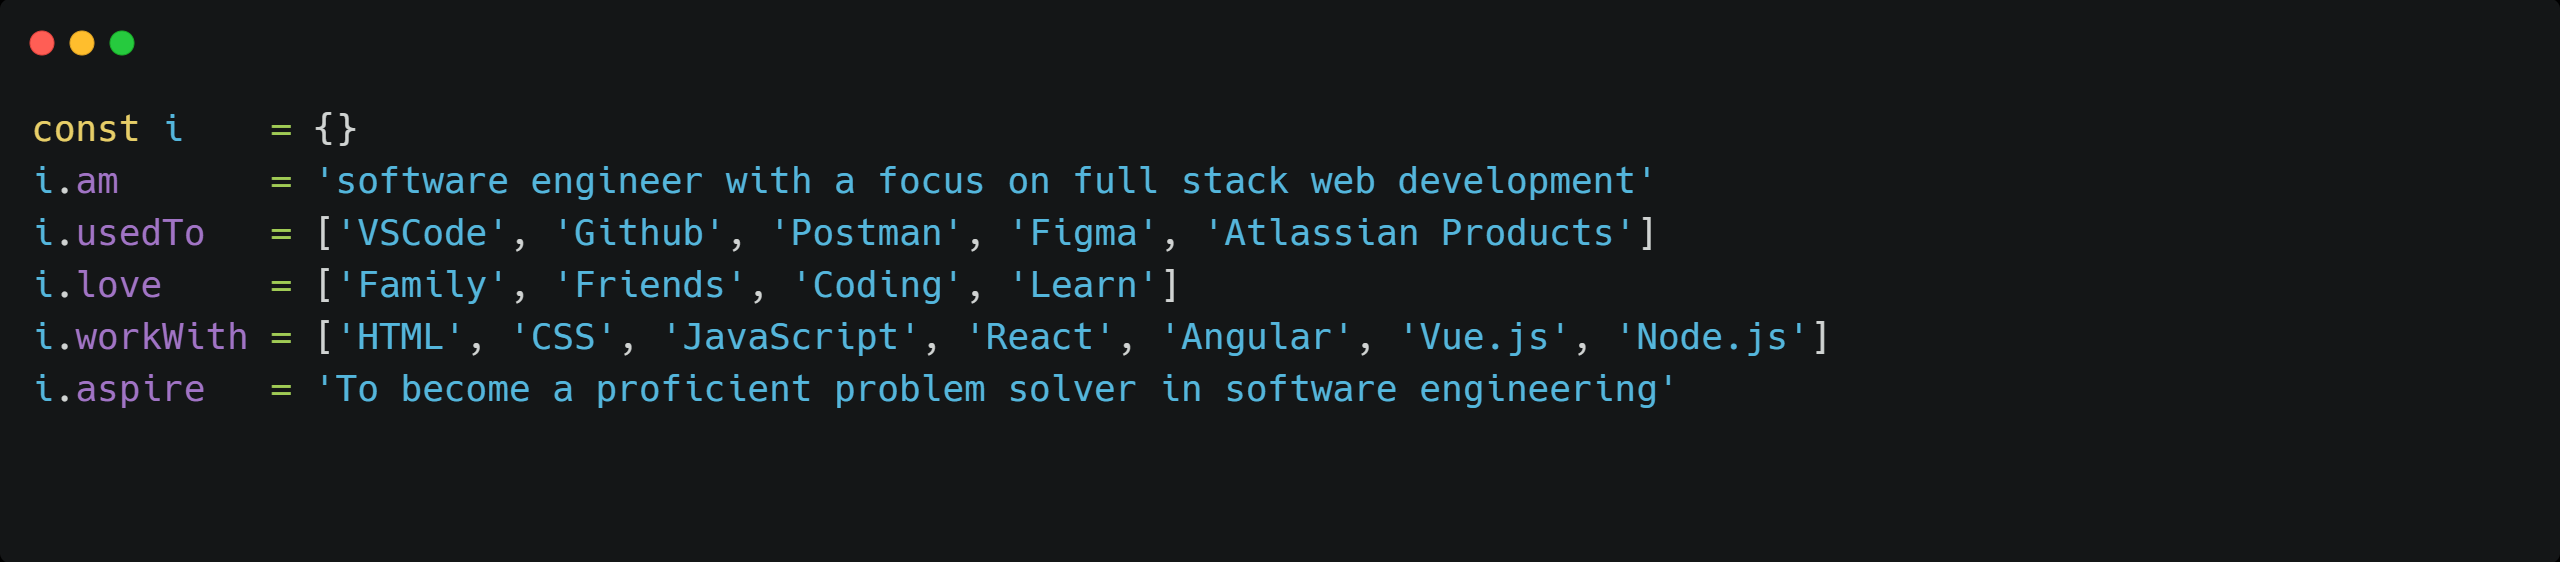 const i    = {}
i.am       = 'software engineer with a focus on full stack web development'
i.usedTo   = ['VSCode', 'Github', 'Postman', 'Figma', 'Atlassian Products']
i.love     = ['Family', 'Friends', 'Coding', 'Learn']
i.workWith = ['HTML', 'CSS', 'JavaScript', 'React', 'Angular', 'Vue.js', 'Node.js']
i.aspire   = 'To become a proficient problem solver in software engineering'